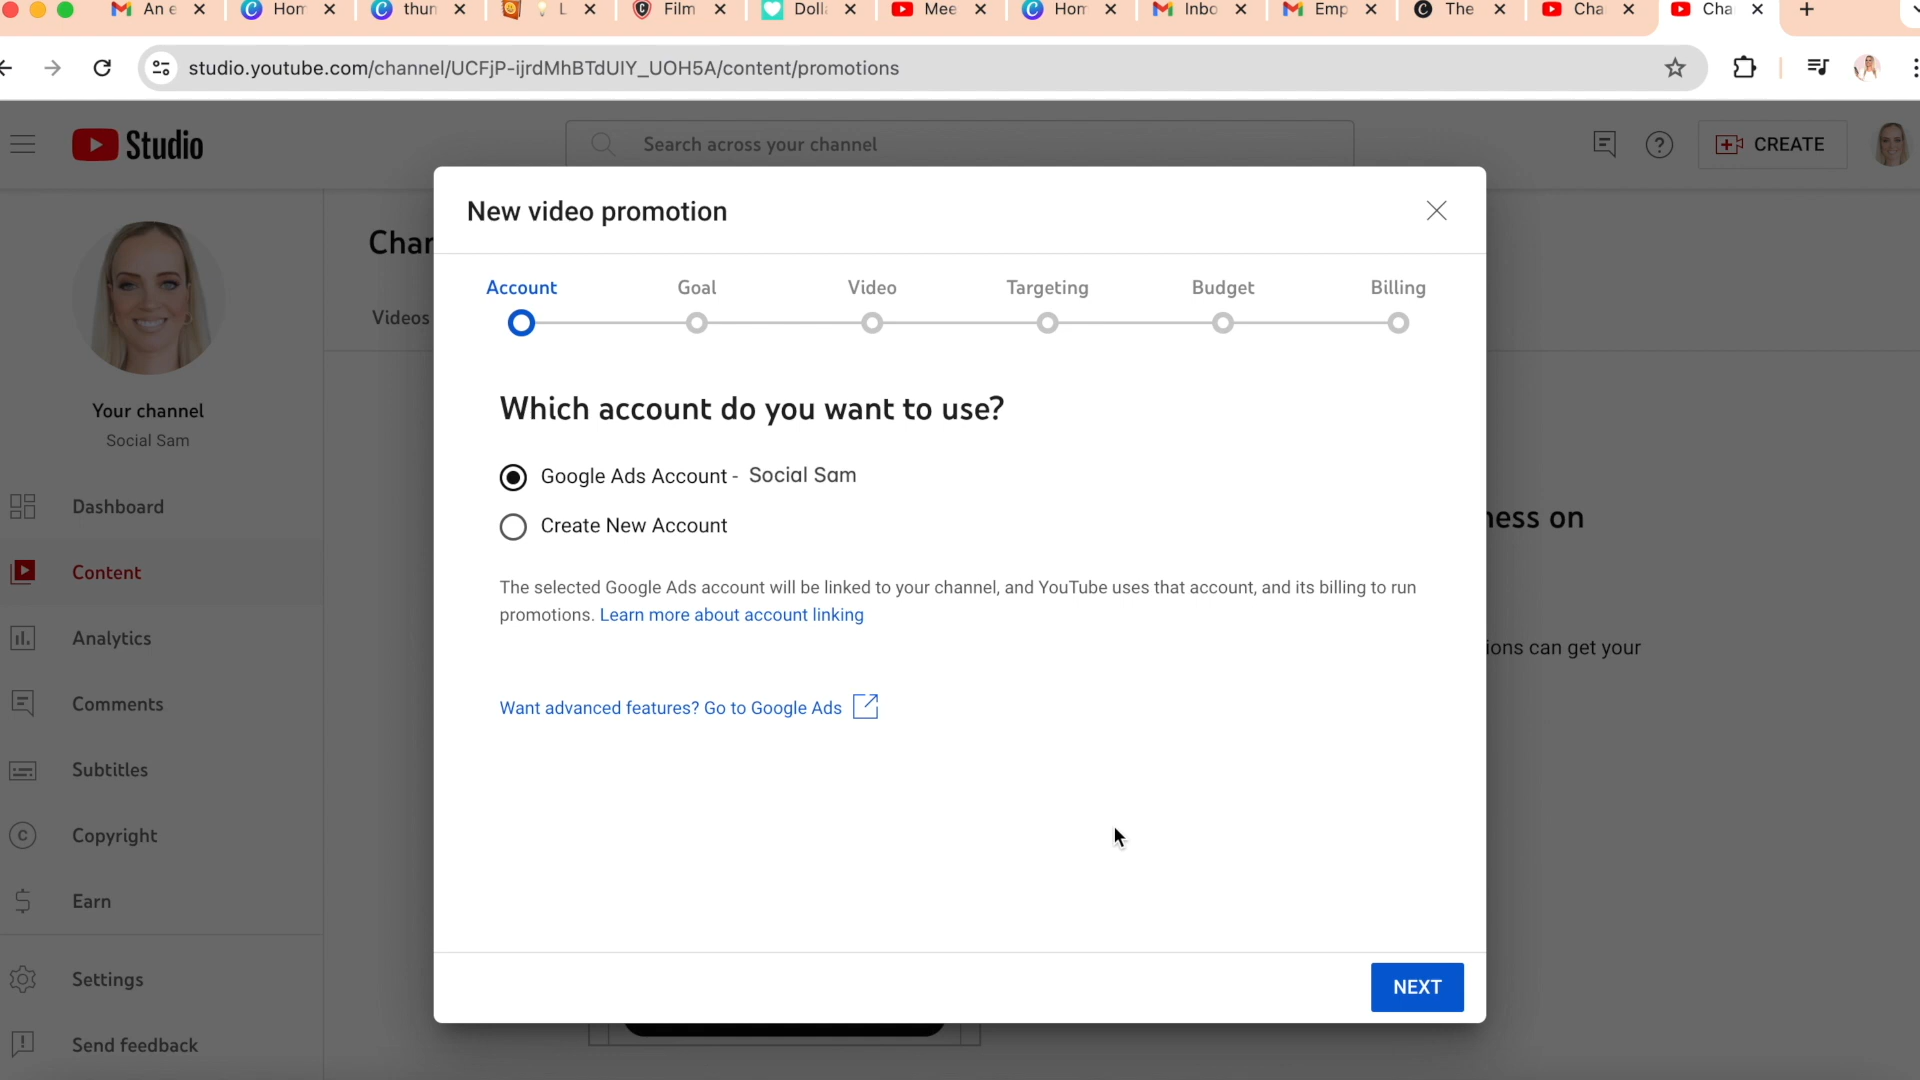 An e
Hom
thun
L
Film
Doll
Mee
Hom
Inbo
Emp
The
Cha
Cha
studio.youtube.com/channel/UCFjP-ijrdMhBTdUIY_UOH5A/content/promotions
Studio
Search across your channel
CREATE
New video promotion
Chan
Account
Goal
Video
Targeting
Budget
Billing
Videos
Which account do you want to use?
Your channel
Social Sam
Google Ads Account - Social Sam
Create New Account
Dashboard
ness on
Content
The selected Google Ads account will be linked to your channel, and YouTube uses that account, and its billing to run
promotions. Learn more about account linking
Analytics
ions can get your
Comments
Want advanced features? Go to Google Ads
Subtitles
Copyright
Earn
Settings
NEXT
Send feedback